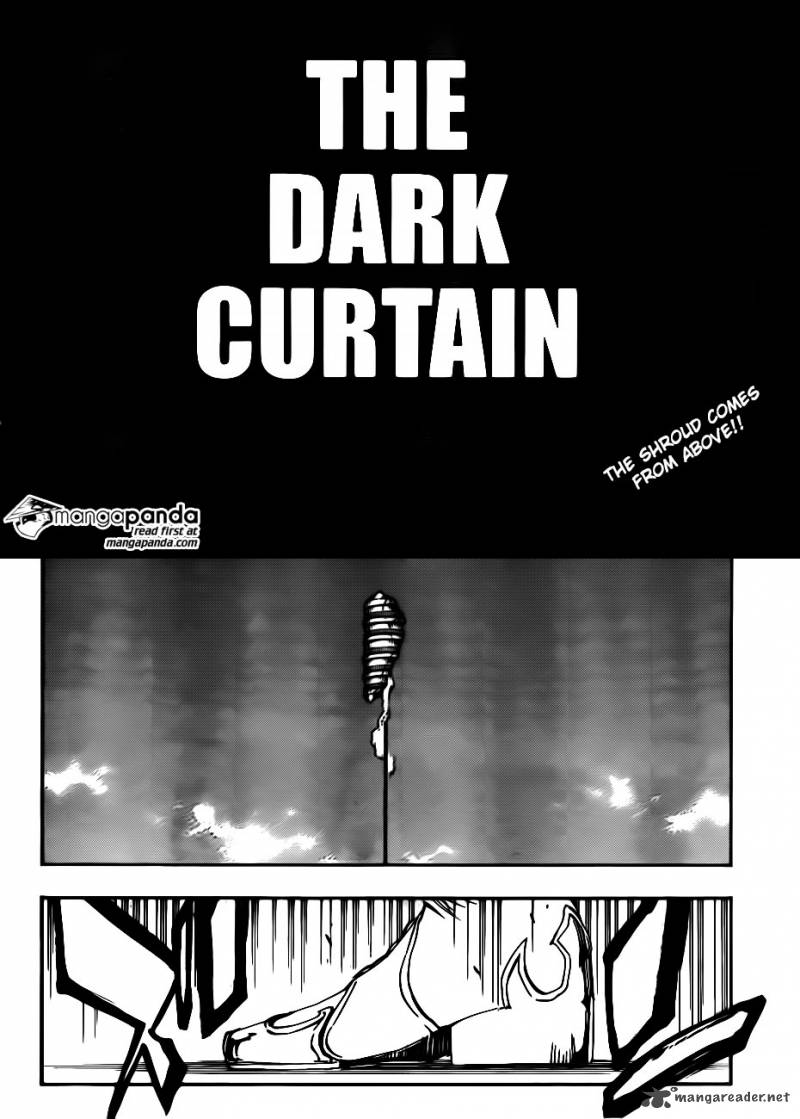 THE
DARK
CURTAIN
THE SHROUD COMES
FROM ABOVE!!
mangapanda
read first at
mangapanda.com
mangareader.net